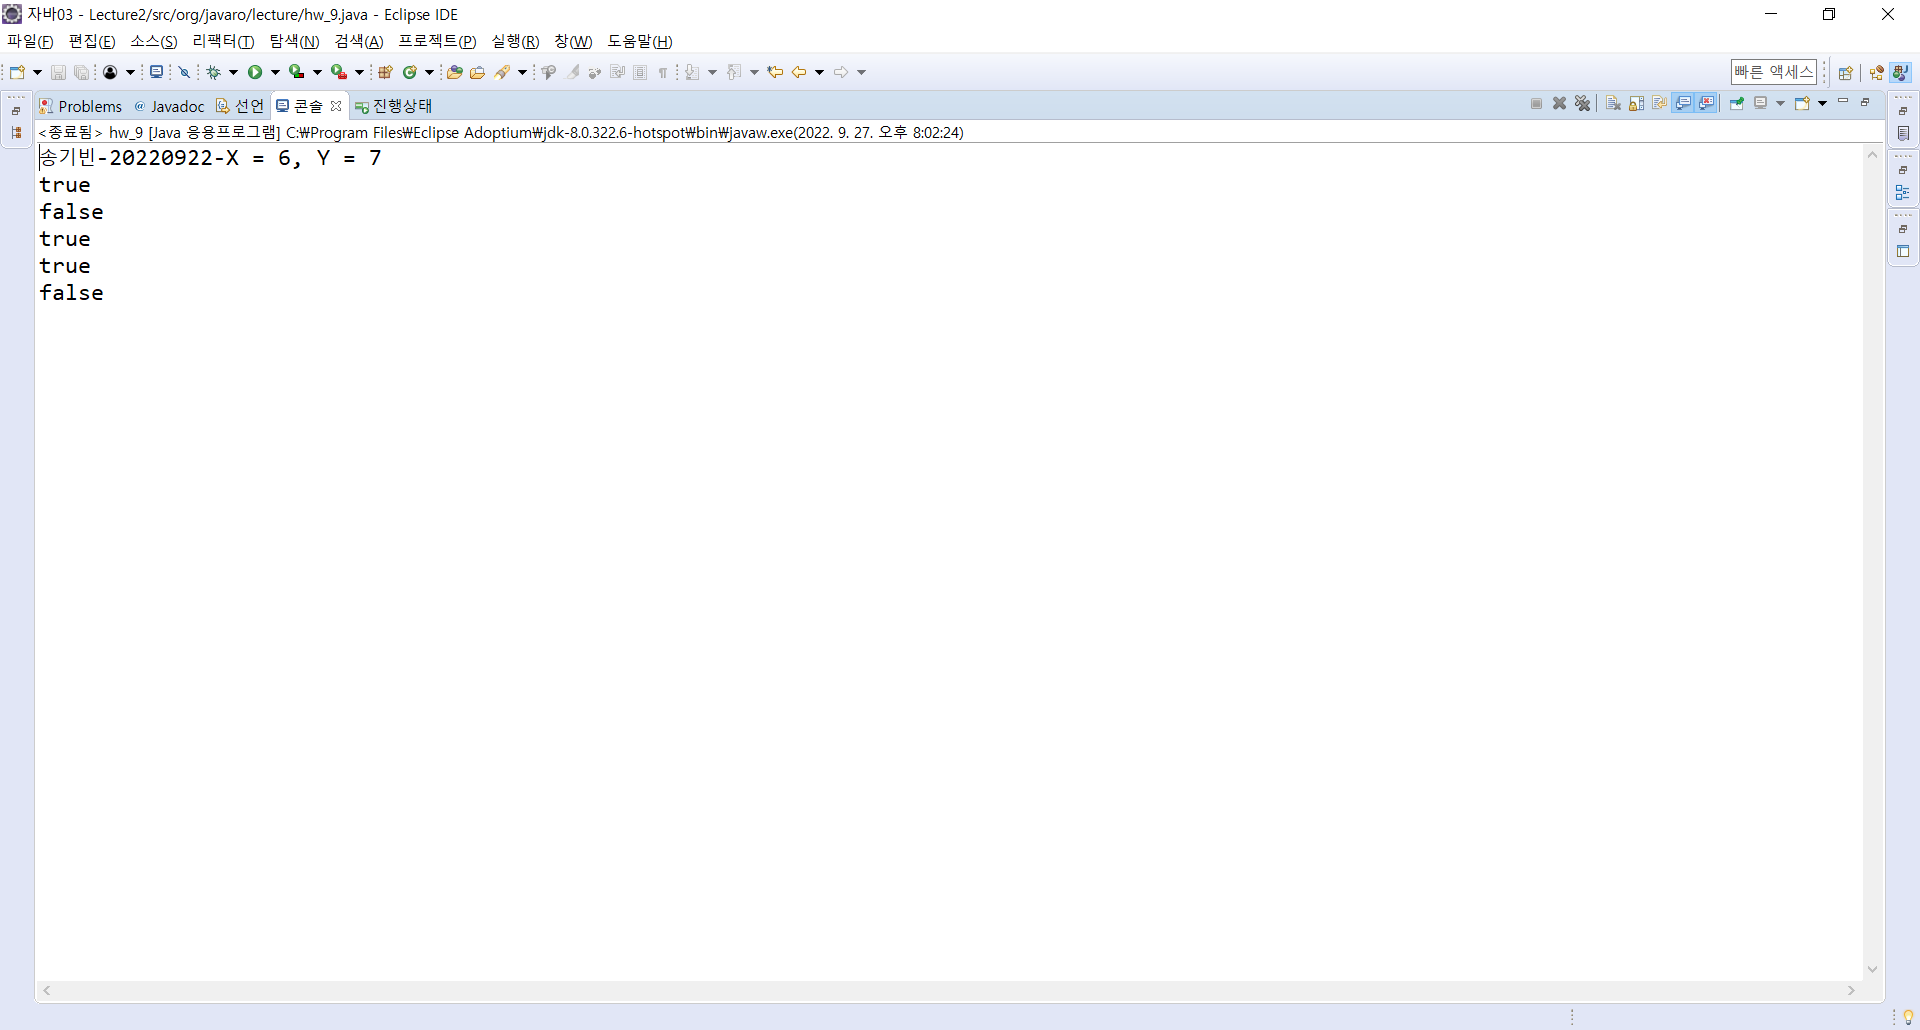 자바03 - Lecture2/src/org/javaro/lecture/hw_9.java - Eclipse IDE
파일(F) 편집(E) 소스(S) 리팩터(T) 탐색(N) 검색(A) 프로젝트(P) 실행(R) 창(W) 도움말(H)
빠른 액세스
Problems @ Javadoc 선언 콘솔 진행상태
<종료됨> hw_9 [Java 응용프로그램] C:₩Program Files₩Eclipse Adoptium₩jdk-8.0.322.6-hotspot₩bin₩javaw.exe(2022. 9. 27. 오후 8:02:24)
송기빈-20220922-X = 6, Y = 7
true
false
true
true
false